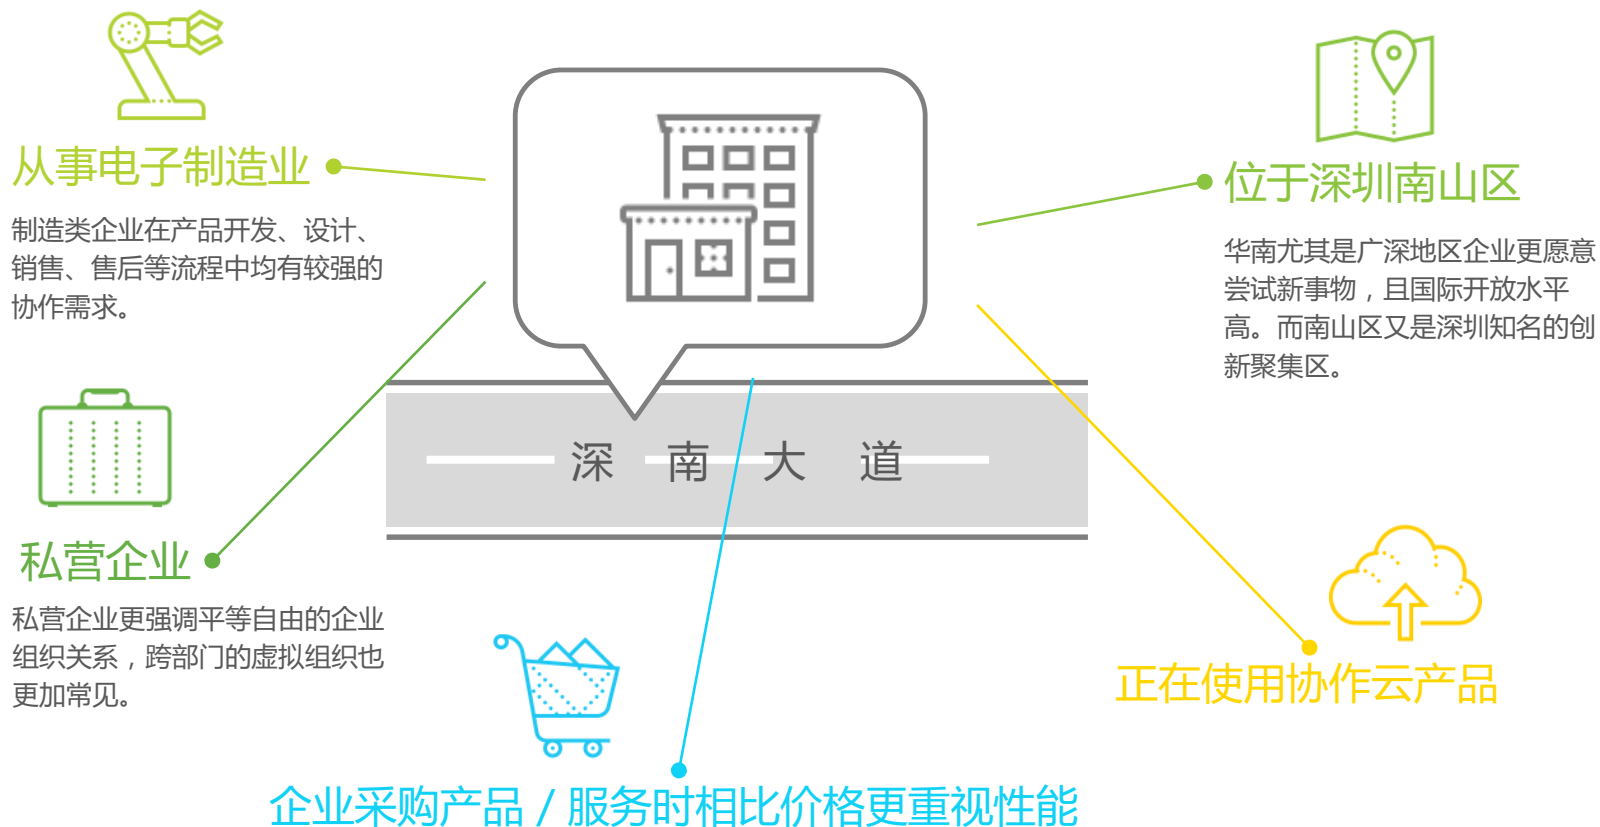 从事电子制造业
制造类企业在产品开发、设计、
销售、售后等流程中均有较强的
协作需求。
位于深圳南山区
华南尤其是广深地区企业更愿意
尝试新事物，且国际开放水平
高。而南山区又是深圳知名的创
新聚集区。
深南大道
私营企业
私营企业更强调平等自由的企业
组织关系，跨部门的虚拟组织也
更加常见。
正在使用协作云产品
企业采购产品 / 服务时相比价格更重视性能